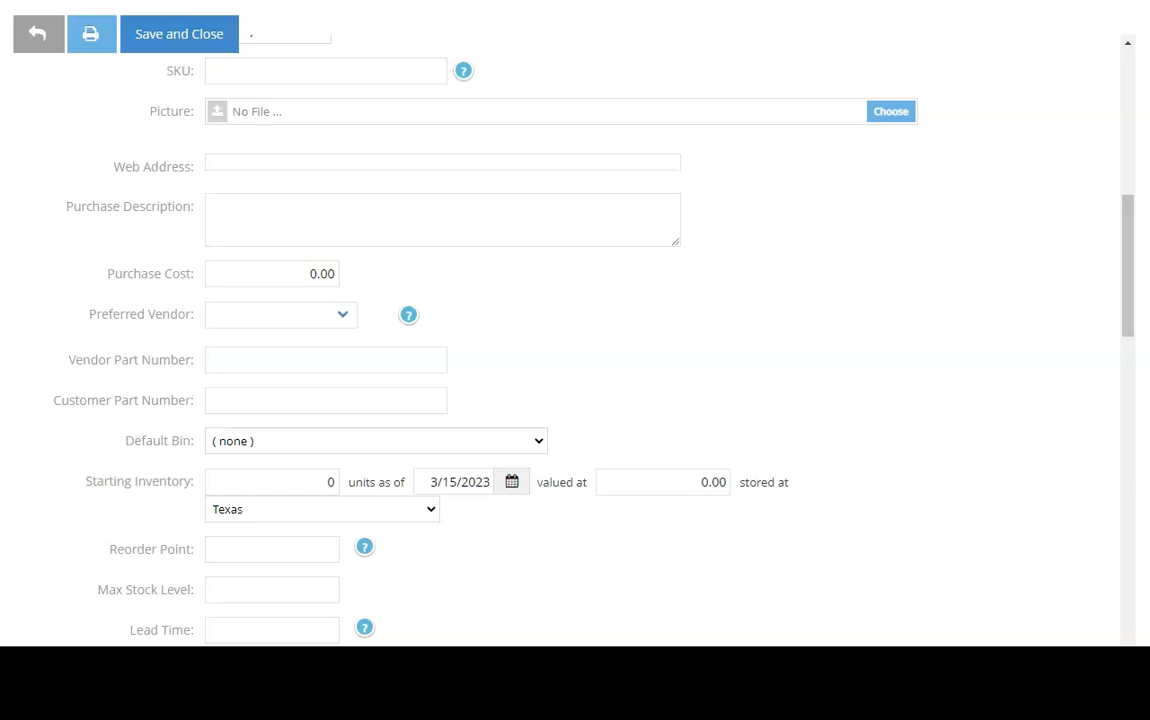 Save and Close
SKU:
?
Picture:
No File ...
Choose
Web Address:
Purchase Description:
Purchase Cost:
0.00
Preferred Vendor:
?
Vendor Part Number:
Customer Part Number:
Default Bin:
( none )
Starting Inventory:
0 units as of 3/15/2023 valued at 0.00 stored at
Texas
Reorder Point:
?
Max Stock Level:
Lead Time:
?